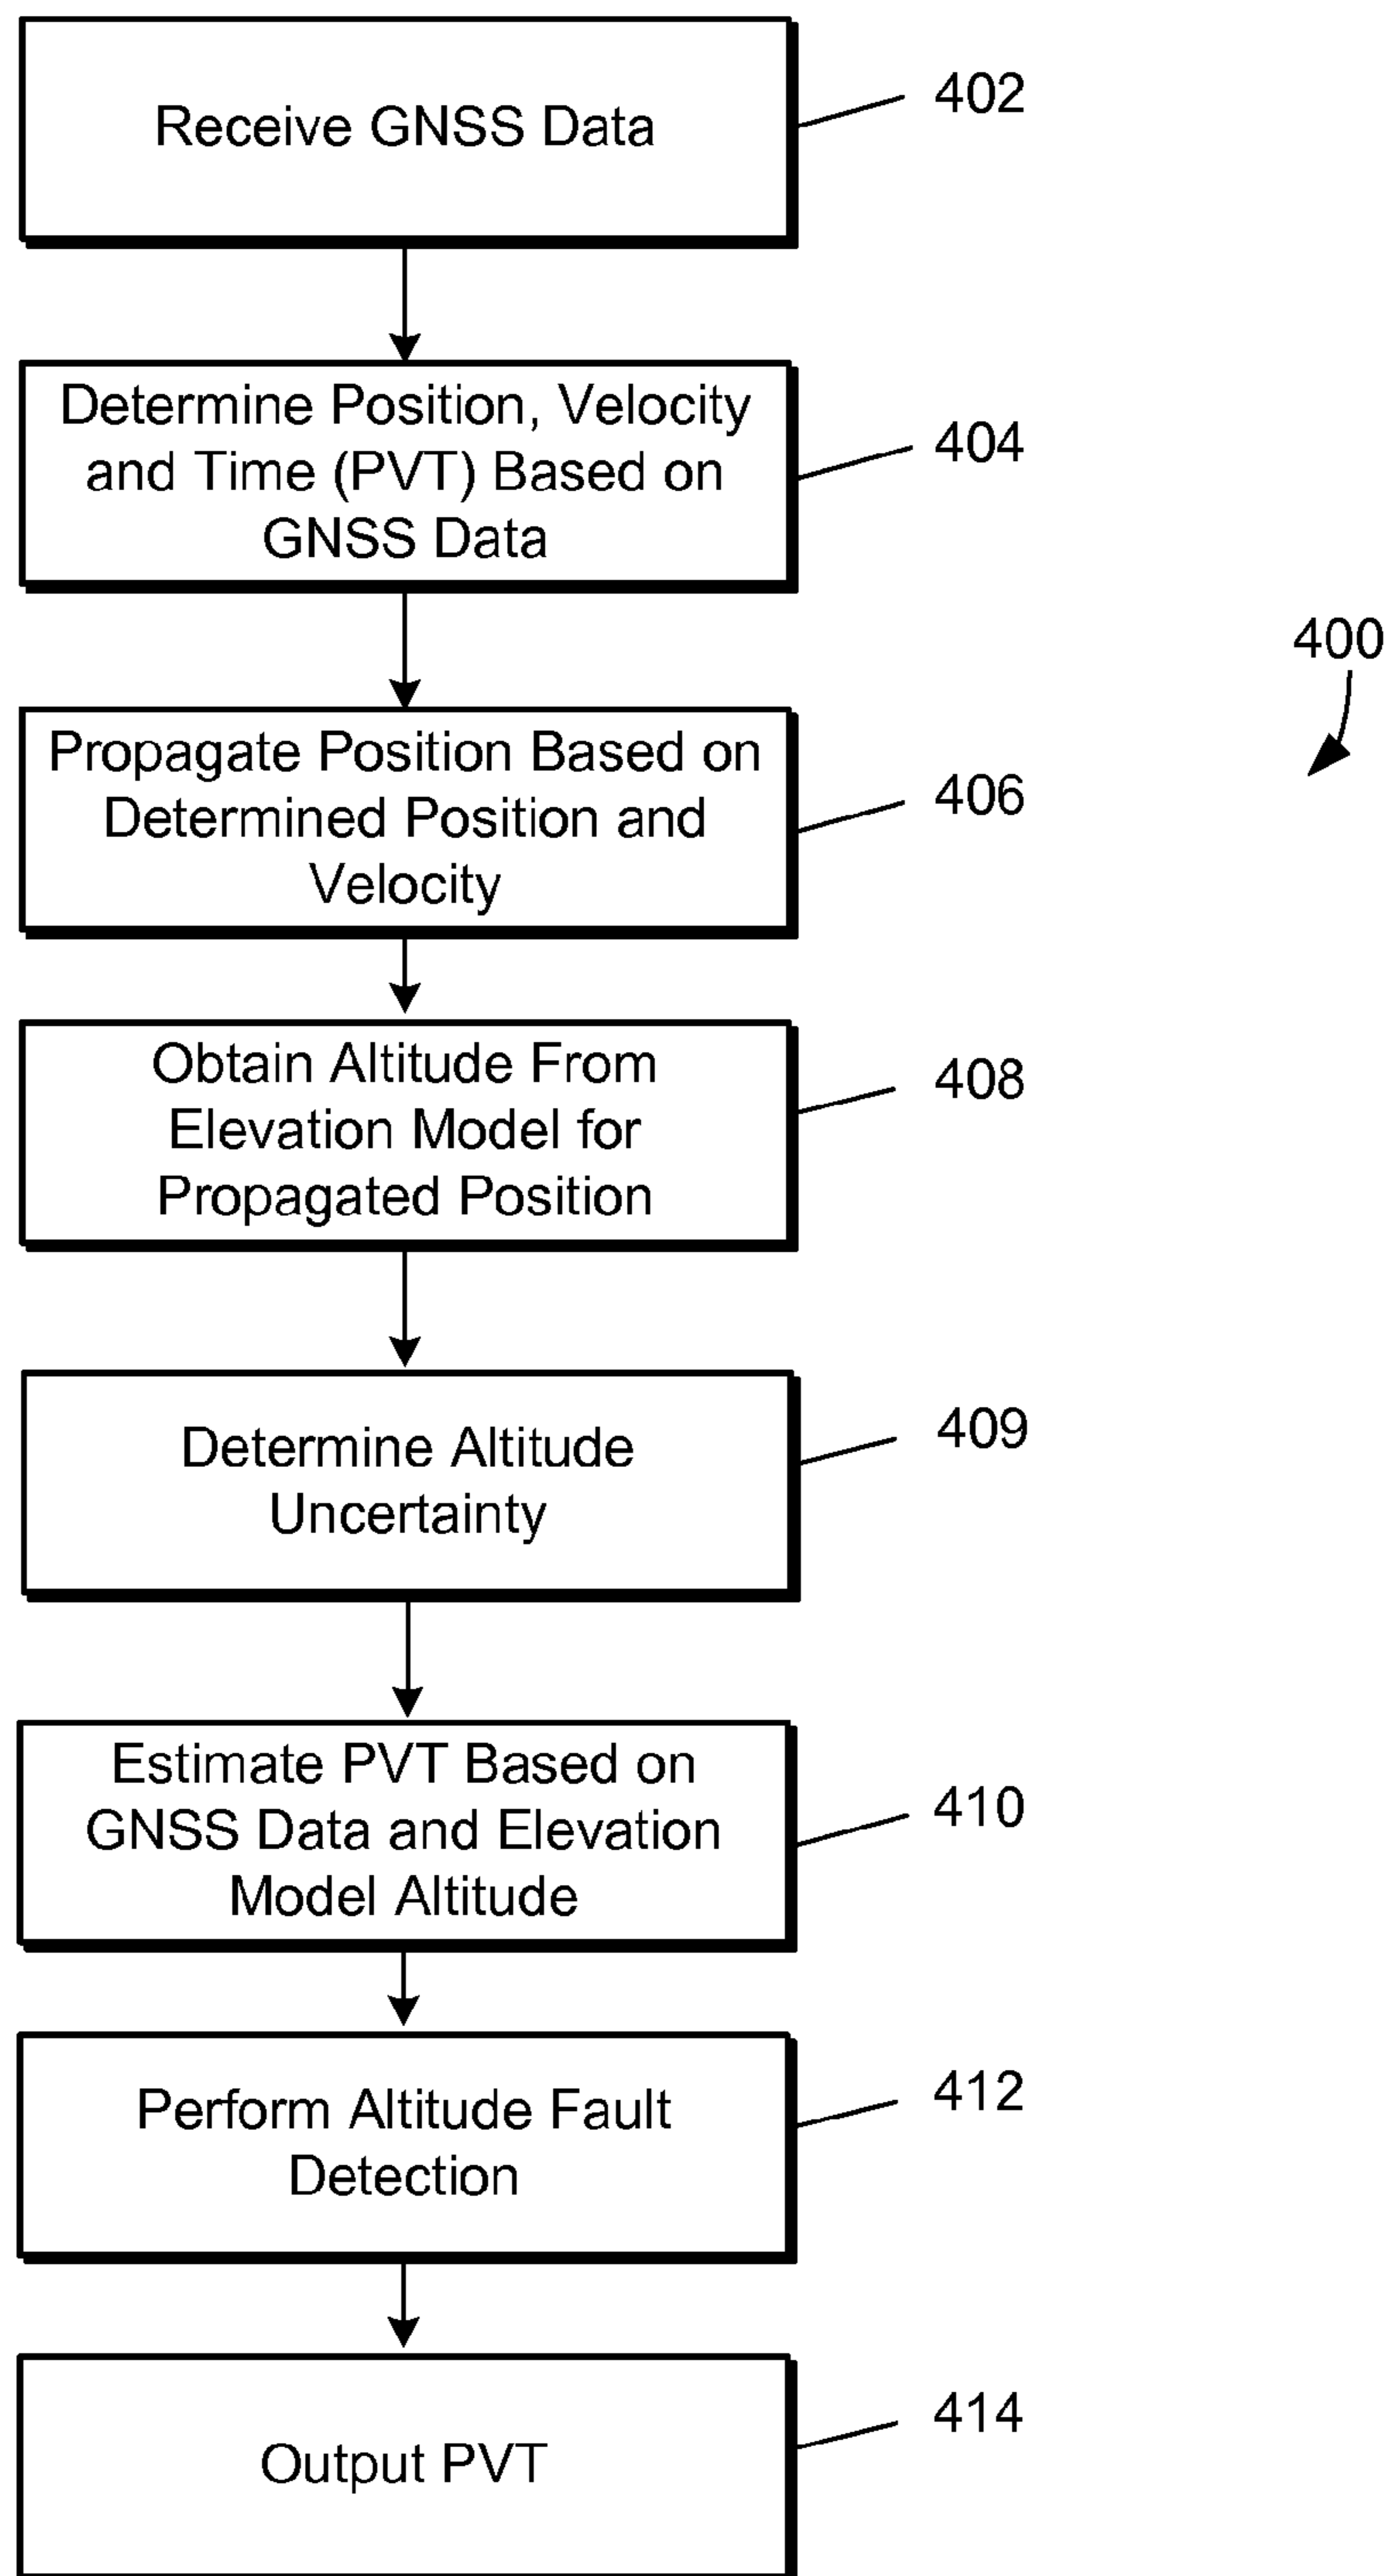 Receive GNSS Data
402
Determine Position, Velocity
and Time (PVT) Based on
GNSS Data
404
400
Propagate Position Based on
Determined Position and
Velocity
406
Obtain Altitude From
Elevation Model for
Propagated Position
408
Determine Altitude
Uncertainty
409
Estimate PVT Based on
GNSS Data and Elevation
Model Altitude
410
Perform Altitude Fault
Detection
412
Output PVT
414